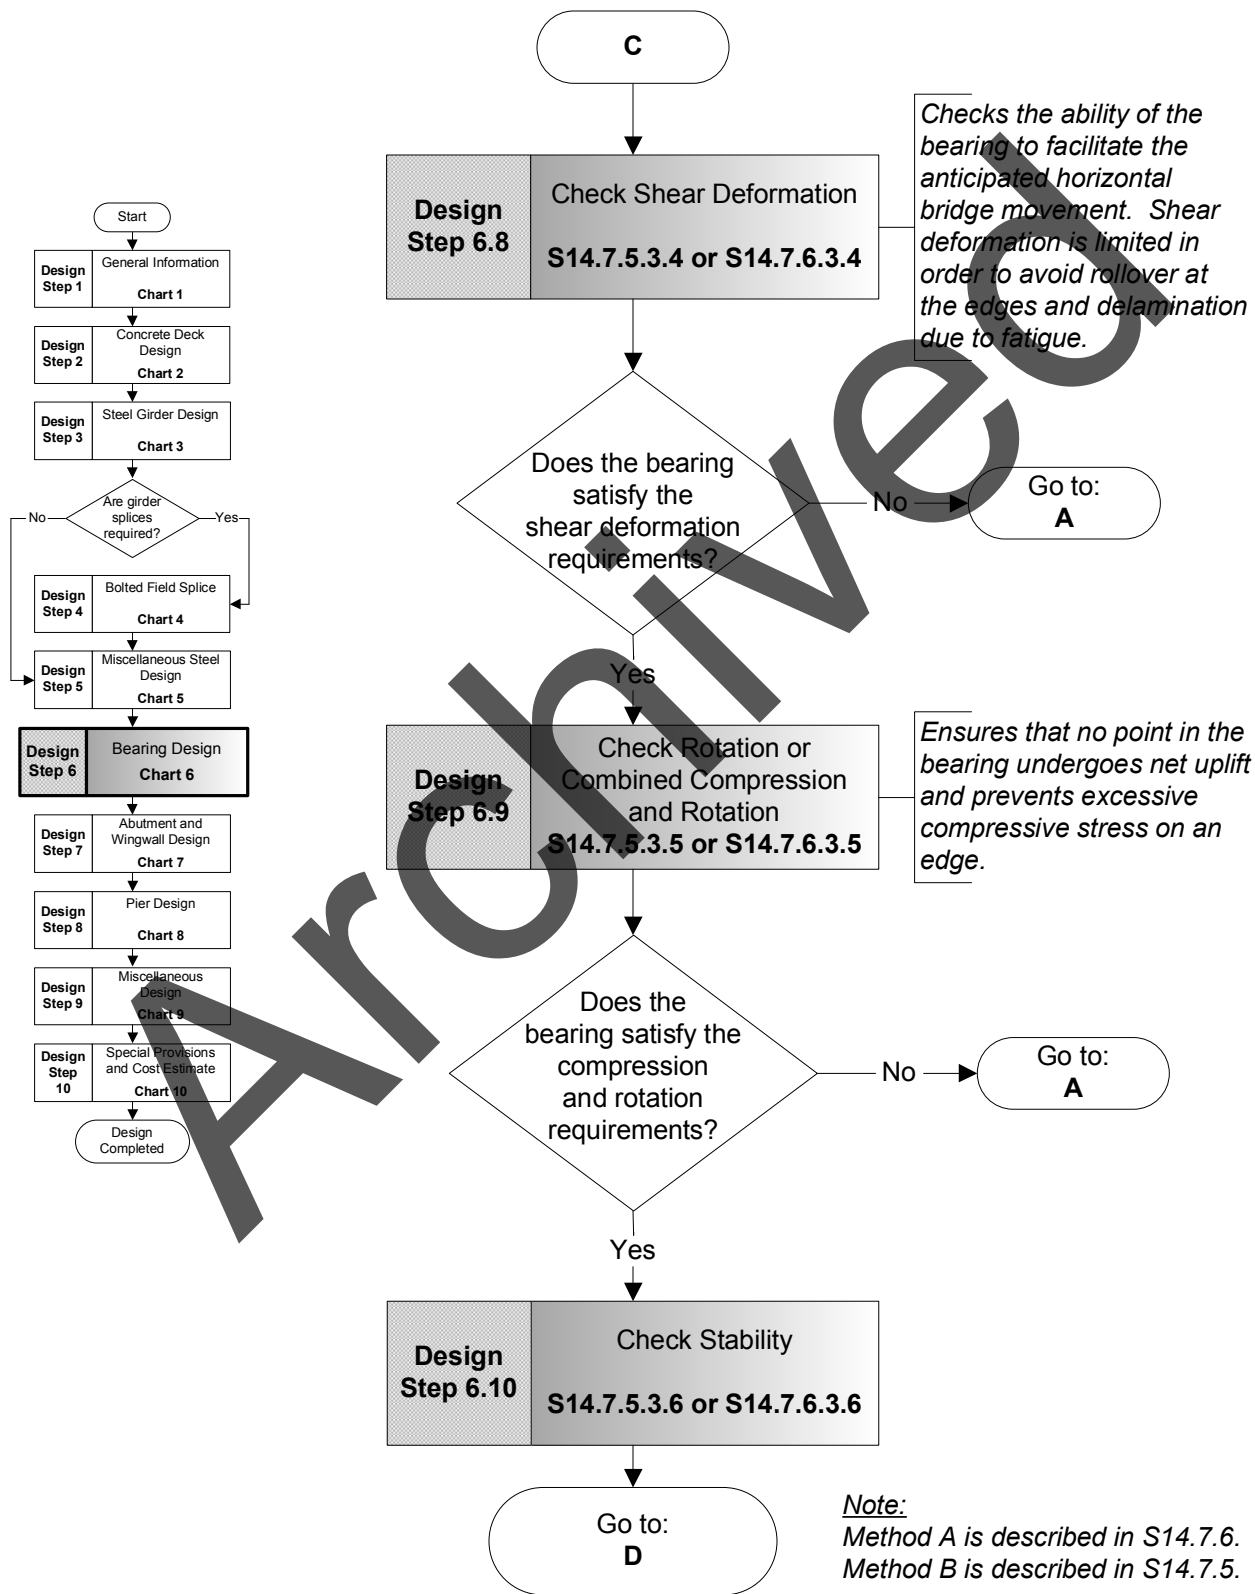 Start
Design
Step 1
General Information
Chart 1
Design
Step 2
Concrete Deck
Design
Chart 2
Design
Step 3
Steel Girder Design
Chart 3
Are girder
splices
required?
No
Yes
Design
Step 4
Bolted Field Splice
Chart 4
Design
Step 5
Miscellaneous Steel
Design
Chart 5
Design
Step 6
Bearing Design
Chart 6
Design
Step 7
Abutment and
Wingwall Design
Chart 7
Design
Step 8
Pier Design
Chart 8
Design
Step 9
Miscellaneous
Design
Chart 9
Design
Step
10
Special Provisions
and Cost Estimate
Chart 10
Design
Completed
C
Design
Step 6.8
Check Shear Deformation
S14.7.5.3.4 or S14.7.6.3.4
Checks the ability of the
bearing to facilitate the
anticipated horizontal
bridge movement.  Shear
deformation is limited in
order to avoid rollover at
the edges and delamination
due to fatigue.
Does the bearing
satisfy the
shear deformation
requirements?
No
Go to:
A
Yes
Design
Step 6.9
Check Rotation or
Combined Compression
and Rotation
S14.7.5.3.5 or S14.7.6.3.5
Ensures that no point in the
bearing undergoes net uplift
and prevents excessive
compressive stress on an
edge.
Does the
bearing satisfy the
compression
and rotation
requirements?
No
Go to:
A
Yes
Design
Step 6.10
Check Stability
S14.7.5.3.6 or S14.7.6.3.6
Go to:
D
Note:
Method A is described in S14.7.6.
Method B is described in S14.7.5.
Archived